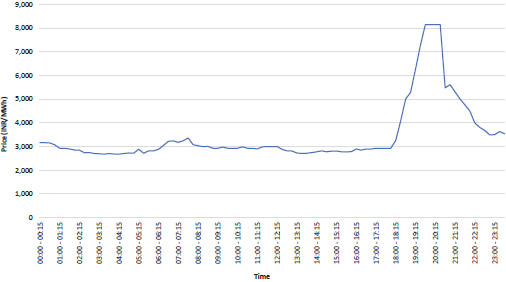 9,000
8,000
7,000
6,000
5,000
4,000
3,000
2,000
1,000
0
Price (INR/MWh)
00:00 - 00:15
01:00 - 01:15
02:00 - 02:15
03:00 - 03:15
04:00 - 04:15
05:00 - 05:15
06:00 - 06:15
07:00 - 07:15
08:00 - 08:15
09:00 - 09:15
10:00 - 10:15
11:00 - 11:15
12:00 - 12:15
13:00 - 13:15
14:00 - 14:15
15:00 - 15:15
16:00 - 16:15
17:00 - 17:15
18:00 - 18:15
19:00 - 19:15
20:00 - 20:15
21:00 - 21:15
22:00 - 22:15
23:00 - 23:15
Time